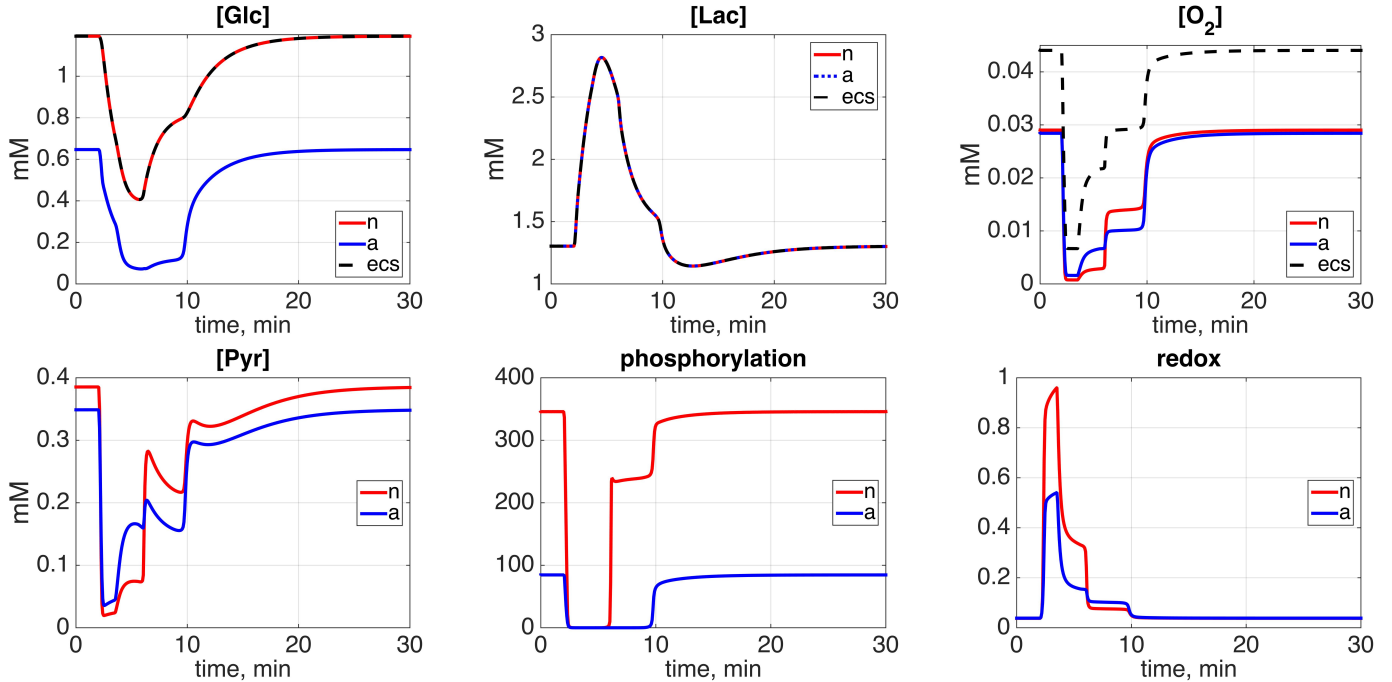 [Glc]
mM
1
0.8
0.6
0.4
0.2
0
0 10 20 30
time, min
n
a
ecs
[Lac]
mM
3
2.5
2
1.5
1
0 10 20 30
time, min
n
a
ecs
[O2]
mM
0.04
0.03
0.02
0.01
0
0 10 20 30
time, min
n
a
ecs
[Pyr]
mM
0.4
0.3
0.2
0.1
0
0 10 20 30
time, min
n
a
phosphorylation
400
300
200
100
0
0 10 20 30
time, min
n
a
redox
1
0.8
0.6
0.4
0.2
0
0 10 20 30
time, min
n
a